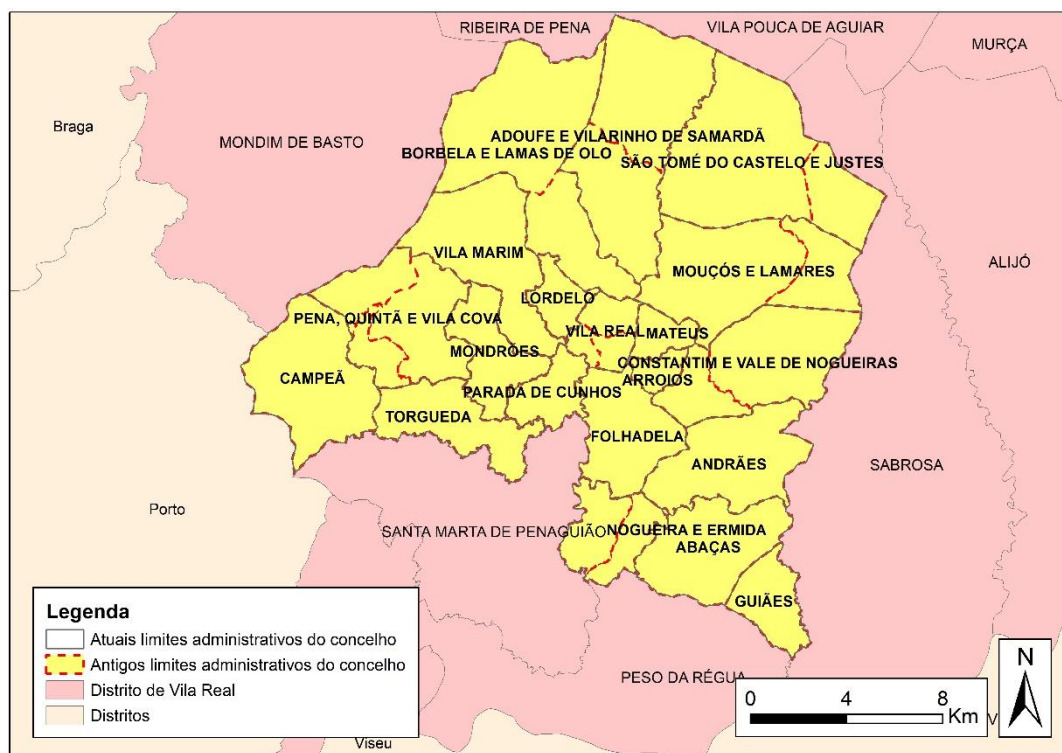 RIBEIRA DE PENA
VILA POUCA DE AGUIAR
MURÇA
Braga
MONDIM DE BASTO
ADOUFE E VILARINHO DE SAMARDÃ
BORBELA E LAMAS DE OLO
SÃO TOMÉ DO CASTELO E JUSTES
VILA MARIM
MOUÇÓS E LAMARES
ALIJÓ
LORDELO
PENA, QUINTÃ E VILA COVA
VILA REAL
MATEUS
MONDRÕES
CONSTANTIM E VALE DE NOGUEIRAS
CAMPEÃ
ARROIOS
PARADA DE CUNHOS
TORGUEDA
FOLHADELA
ANDRÃES
SABROSA
Porto
SANTA MARTA DE PENAGUIÃO
NOGUEIRA E ERMIDA
ABAÇAS
GUIÃES
Legenda
Atuais limites administrativos do concelho
Antigos limites administrativos do concelho
Distrito de Vila Real
Distritos
PESO DA RÉGUA
N
0 4 8
Km
V
Viseu